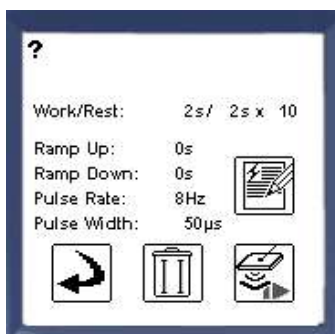 ?
Work/Rest: 2s/ 2s x 10
Ramp Up: 0s
Ramp Down: 0s
Pulse Rate: 8Hz
Pulse Width: 50µs